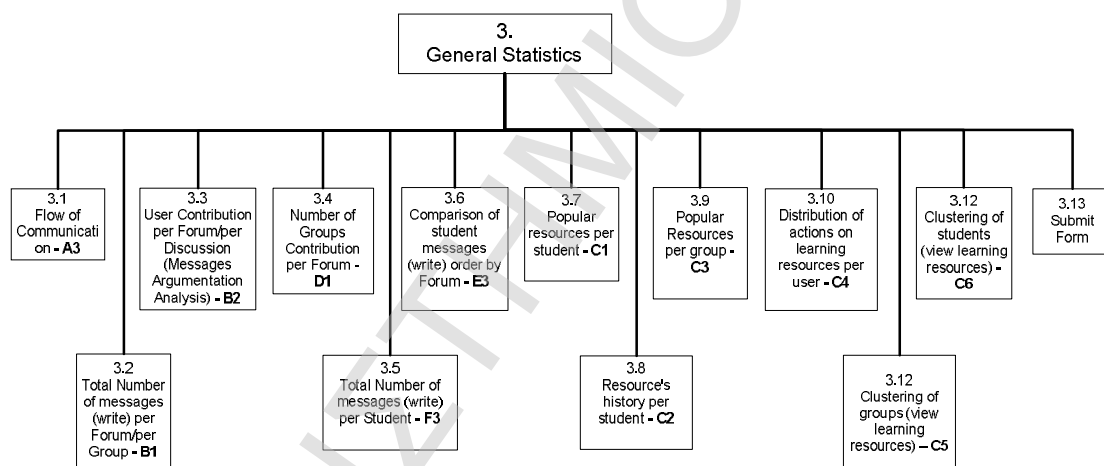 3.
General Statistics
3.1
Flow of
Communicati
on - A3
3.3
User Contribution
per Forum/per
Discussion
(Messages
Argumentation
Analysis) - B2
3.4
Number of
Groups
Contribution
per Forum -
D1
3.6
Comparison of
student
messages
(write) order by
Forum - E3
3.7
Popular
resources per
student - C1
3.9
Popular
Resources
per group -
C3
3.10
Distribution of
actions on
learning
resources per
user - C4
3.12
Clustering of
students
(view learning
resources) -
C6
3.13
Submit
Form
3.2
Total Number
of messages
(write) per
Forum/per
Group - B1
3.5
Total Number of
messages (write)
per Student - F3
3.8
Resource's
history per
student - C2
3.12
Clustering of
groups (view
learning
resources) – C5